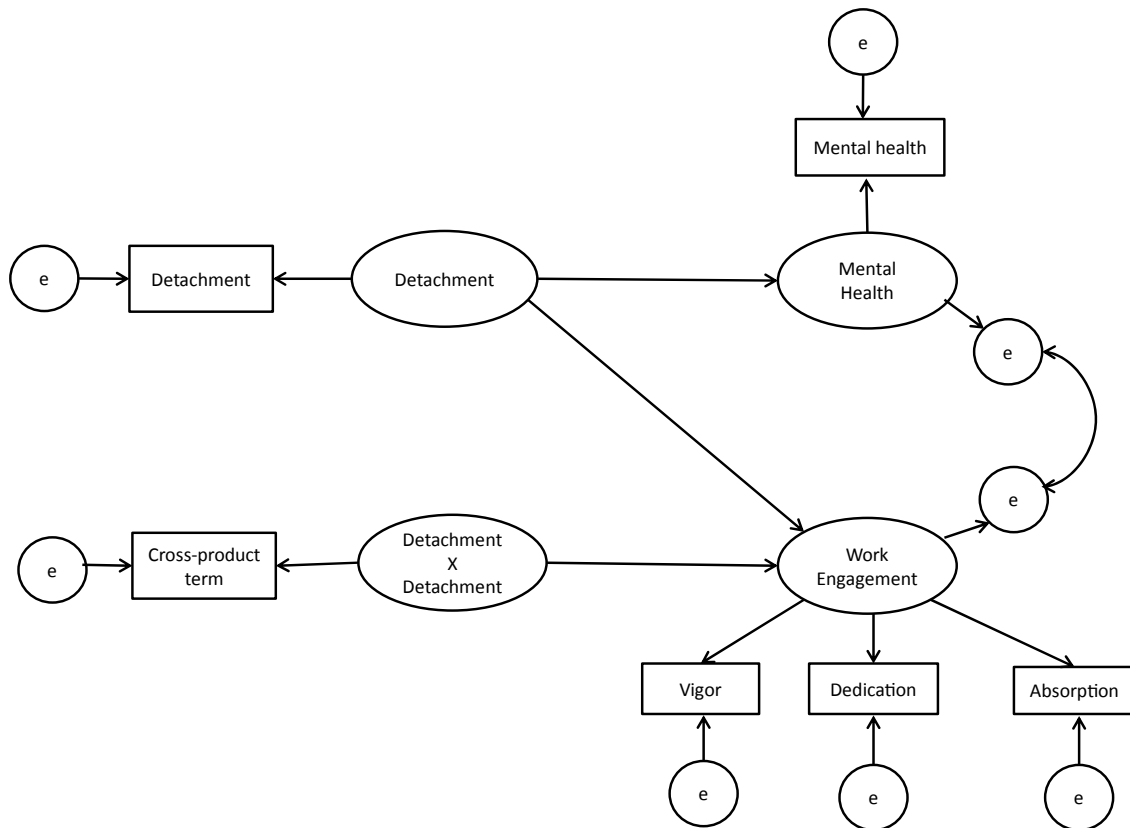 e
Mental health
e
Detachment
Detachment
Mental
Health
e
e
e
Cross-product
term
Detachment
X
Detachment
Work
Engagement
Vigor
Dedication
Absorption
e
e
e